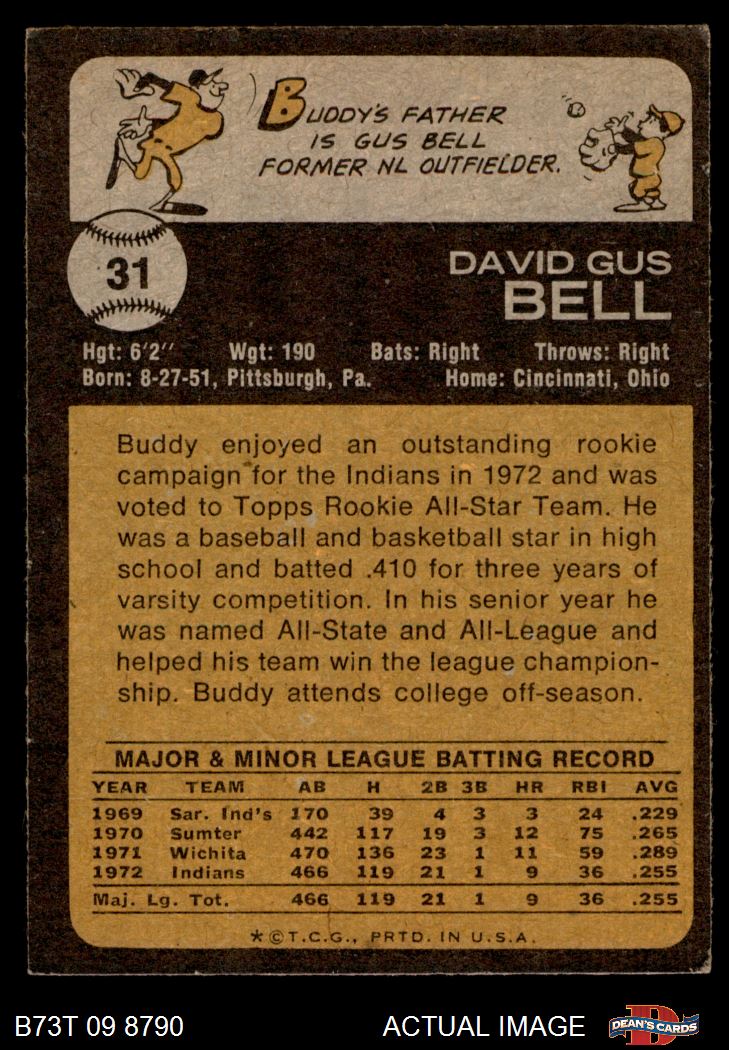 BUDDY'S FATHER
IS GUS BELL
FORMER NL OUTFIELDER.
31
DAVID GUS
BELL
Hgt: 6'2" Wgt: 190 Bats: Right Throws: Right
Born: 8-27-51, Pittsburgh, Pa. Home: Cincinnati, Ohio
Buddy enjoyed an outstanding rookie
campaign for the Indians in 1972 and was
voted to Topps Rookie All-Star Team. He
was a baseball and basketball star in high
school and batted .410 for three years of
varsity competition. In his senior year he
was named All-State and All-League and
helped his team win the league champion-
ship. Buddy attends college off-season.
MAJOR & MINOR LEAGUE BATTING RECORD
YEAR TEAM AB H 2B 3B HR RBI AVG
1969 Sar. Ind's 170 39 4 3 3 24 .229
1970 Sumter 442 117 19 3 12 75 .265
1971 Wichita 470 136 23 1 11 59 .289
1972 Indians 466 119 21 1 9 36 .255
Maj. Lg. Tot. 466 119 21 1 9 36 .255
*©T.C.G., PRTD. IN U.S.A.
B73T 09 8790 ACTUAL IMAGE D DEAN'S CARDS